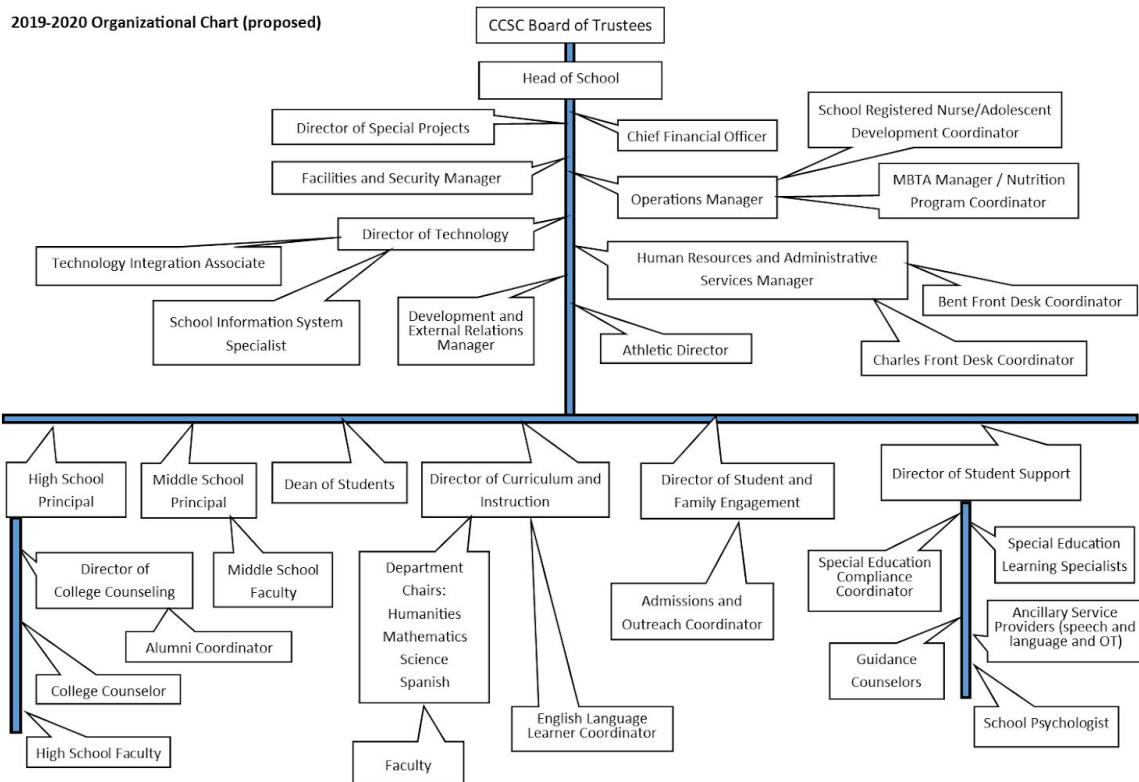 2019-2020 Organizational Chart (proposed)
CCSC Board of Trustees
Head of School
Director of Special Projects
Chief Financial Officer
School Registered Nurse/Adolescent
Development Coordinator
Facilities and Security Manager
Operations Manager
MBTA Manager / Nutrition
Program Coordinator
Director of Technology
Technology Integration Associate
School Information System
Specialist
Human Resources and Administrative
Services Manager
Bent Front Desk Coordinator
Charles Front Desk Coordinator
Development and
External Relations
Manager
Athletic Director
High School
Principal
Middle School
Principal
Dean of Students
Director of Curriculum and
Instruction
Director of Student and
Family Engagement
Director of Student Support
Director of
College Counseling
Alumni Coordinator
College Counselor
High School Faculty
Middle School
Faculty
Department
Chairs:
Humanities
Mathematics
Science
Spanish
Faculty
English Language
Learner Coordinator
Admissions and
Outreach Coordinator
Special Education
Compliance
Coordinator
Special Education
Learning Specialists
Ancillary Service
Providers (speech and
language and OT)
Guidance
Counselors
School Psychologist